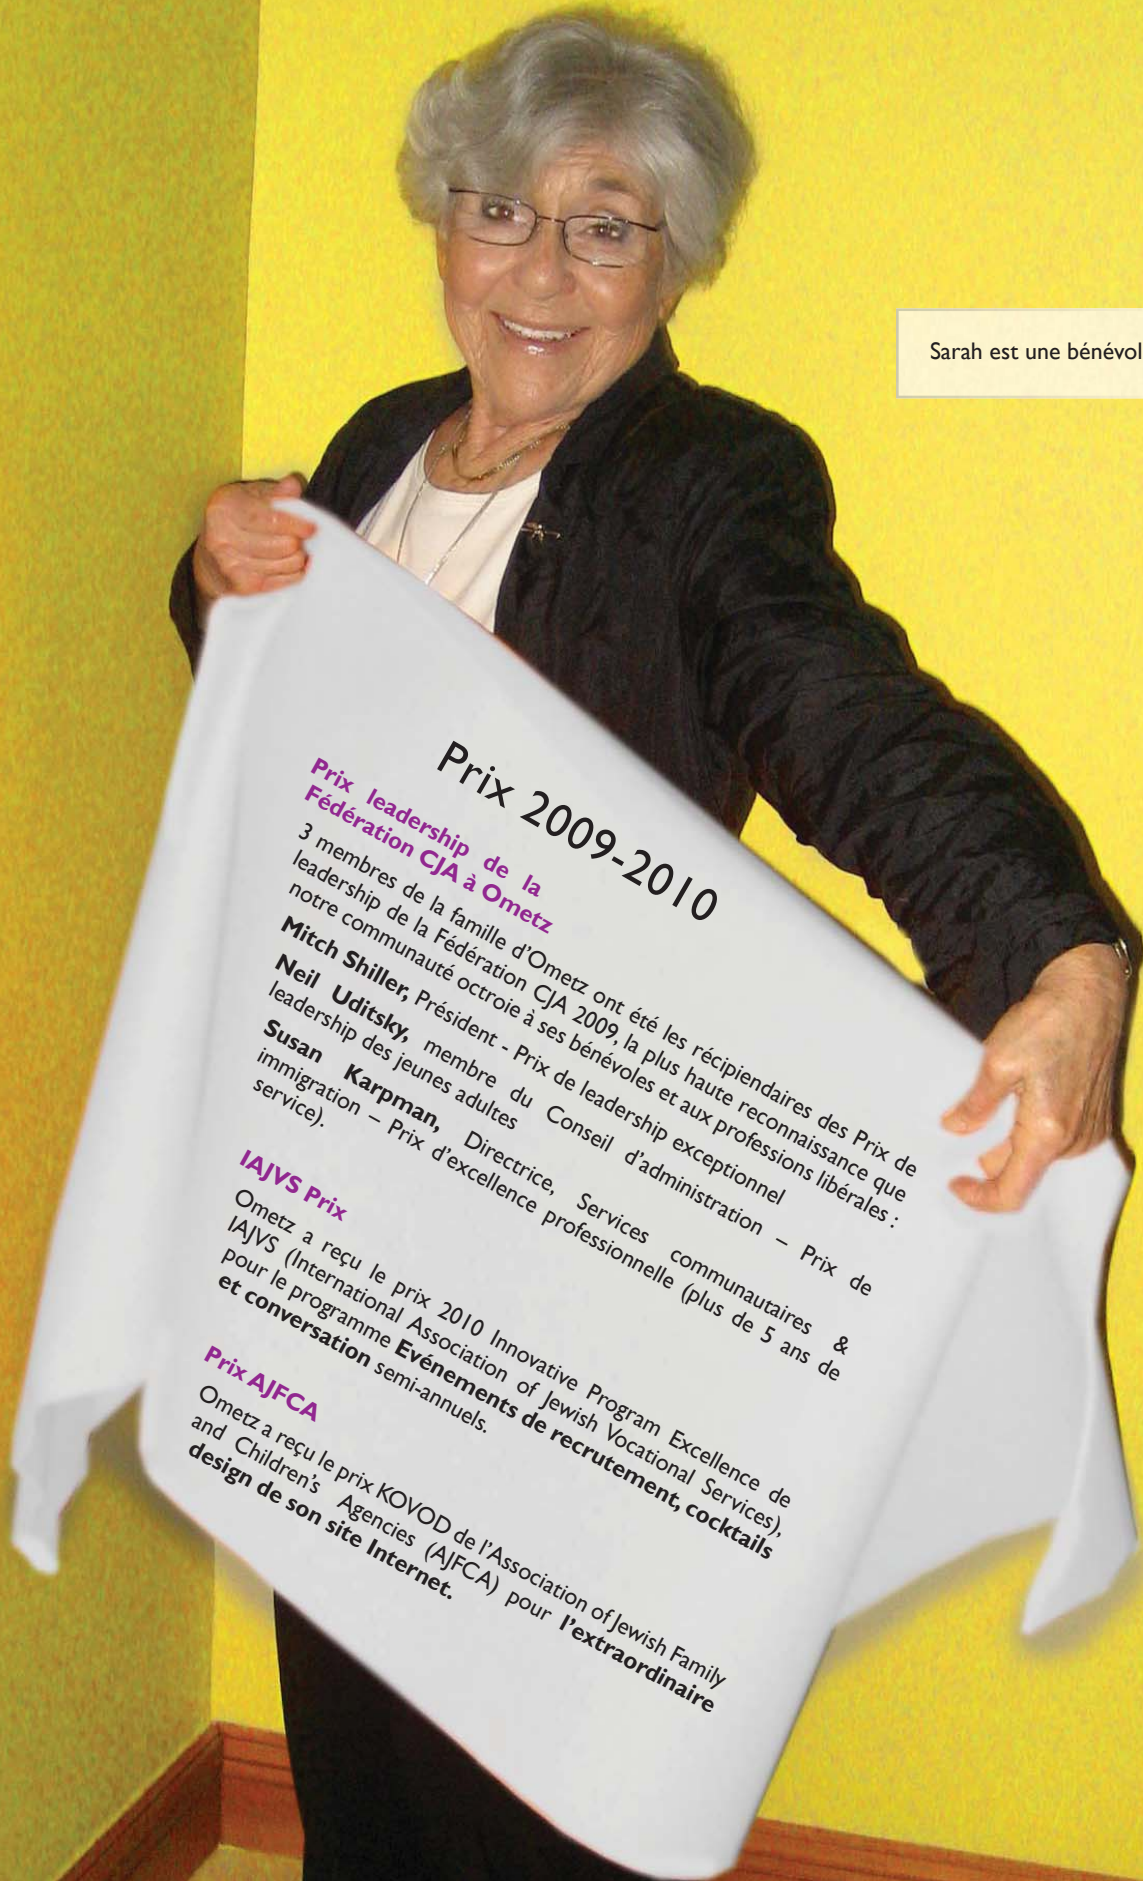 Sarah est une bénévol
Prix 2009-2010
Prix leadership de la
Fédération CJA à Ometz
3 membres de la famille d'Ometz ont été les récipiendaires des Prix de
leadership de la Fédération CJA 2009, la plus haute reconnaissance que
notre communauté octroie à ses bénévoles et aux professions libérales :
Mitch Shiller, Président - Prix de leadership exceptionnel
Neil Uditsky, membre du Conseil d'administration – Prix de
leadership des jeunes adultes
Susan Karpman, Directrice, Services communautaires &
immigration – Prix d'excellence professionnelle (plus de 5 ans de
service).
IAJVS Prix
Ometz a reçu le prix 2010 Innovative Program Excellence de
IAJVS (International Association of Jewish Vocational Services),
pour le programme Evénements de recrutement, cocktails
et conversation semi-annuels.
Prix AJFCA
Ometz a reçu le prix KOVOD de l'Association of Jewish Family
and Children's Agencies (AJFCA) pour l'extraordinaire
design de son site Internet.